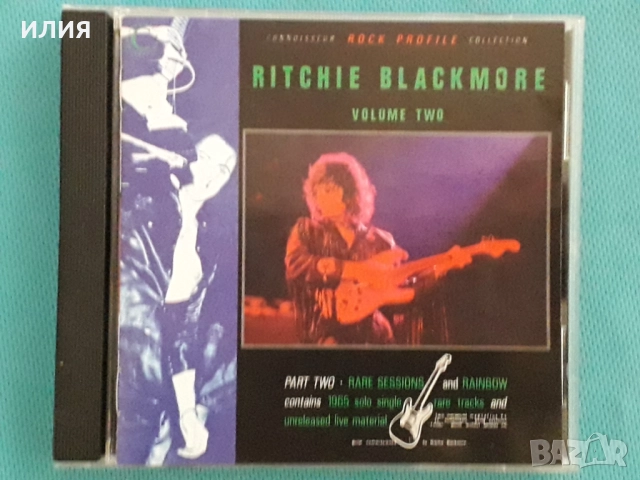 илия
CONNOISSEUR ROCK PROFILE COLLECTION
RITCHIE BLACKMORE
VOLUME TWO
PART TWO : RARE SESSIONS and RAINBOW
contains 1965 solo single rare tracks and
unreleased live material
bazar.bg